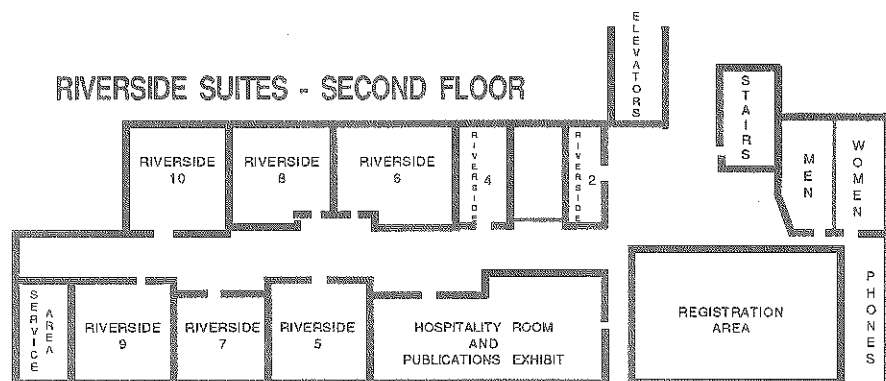 ELEVATORS
RIVERSIDE SUITES - SECOND FLOOR
STAIRS
RIVERSIDE
10
RIVERSIDE
8
RIVERSIDE
6
RIVERSIDE
4
RIVERSIDE
2
MEN
WOMEN
SERVICE
AREA
RIVERSIDE
9
RIVERSIDE
7
RIVERSIDE
5
HOSPITALITY ROOM
AND
PUBLICATIONS EXHIBIT
REGISTRATION
AREA
PHONES